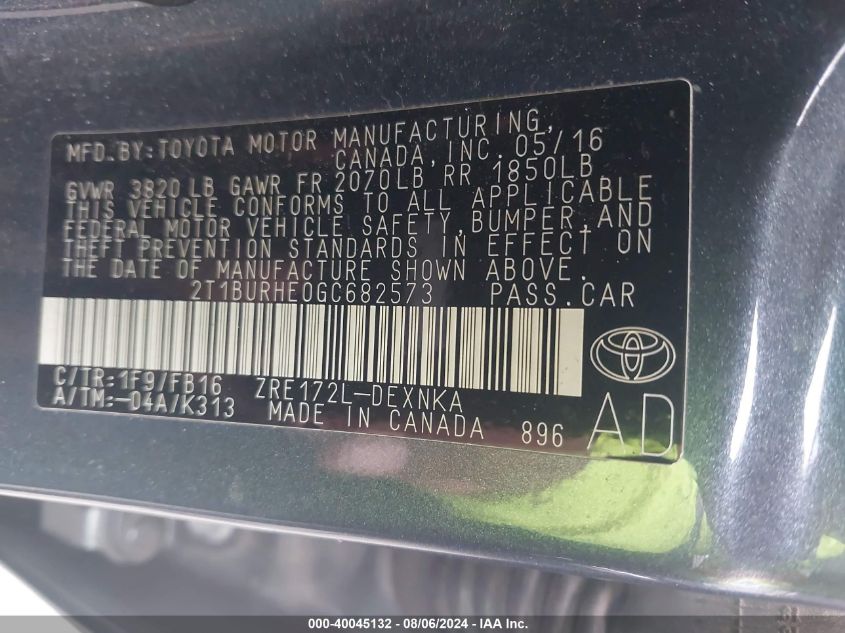 MFD.BY:TOYOTA MOTOR MANUFACTURING,
CANADA, INC. 05/16
GVWR 3820 LB GAWR FR 2070LB RR 1850LB
THIS VEHICLE CONFORMS TO ALL APPLICABLE
FEDERAL MOTOR VEHICLE SAFETY,BUMPER,AND
THEFT PREVENTION STANDARDS IN EFFECT ON
THE DATE OF MANUFACTURE SHOWN ABOVE.
2T1BURHE0GC682573 PASS.CAR
C/TR:1F9/FB16 ZRE172L-DEXNKA
A/TM:-04A/K313 MADE IN CANADA 896 AD
000-40045132 - 08/06/2024 - IAA Inc.